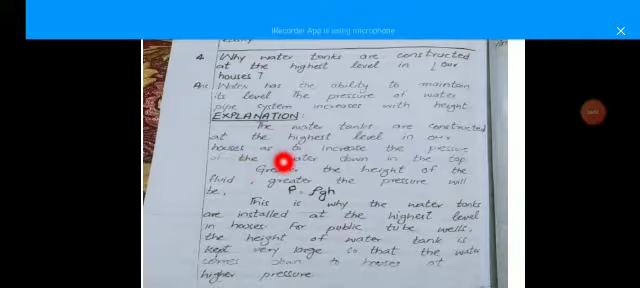 iRecorder App is using microphone
4. Why water tanks are constructed
at the highest level in our
houses ?
Ans Water has the ability to maintain
its level The pressure of water
pipe system increases with height
EXPLANATION:
The water tanks are constructed
at the highest level in our
houses as to increase the pressure
of the water down in the tap
Greater the height of the
fluid, greater the pressure will
be, P = ρgh
This is why the water tanks
are installed at the highest level
in houses. For public tube wells,
the height of water tank is
kept very large so that the water
comes down to houses at
higher pressure